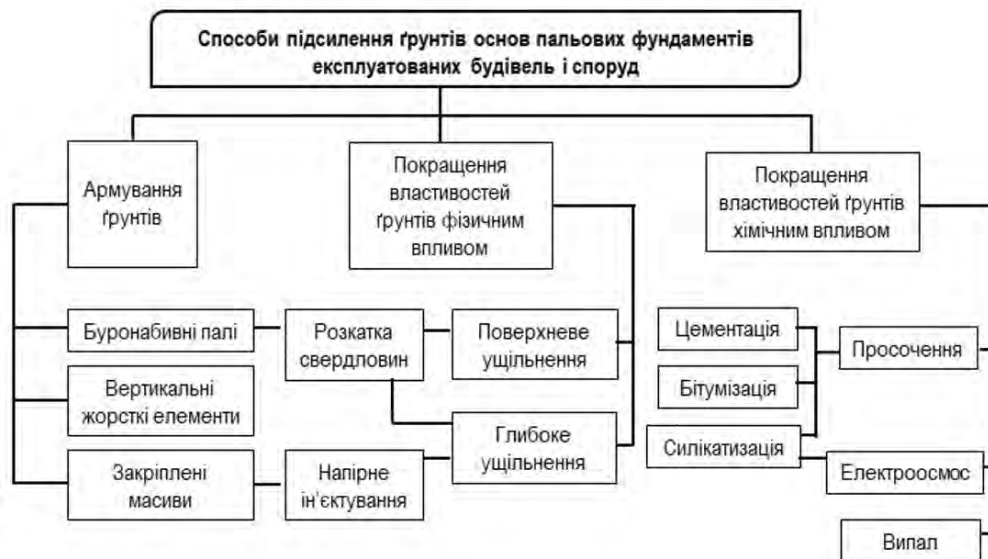 Способи підсилення ґрунтів основ пальових фундаментів
експлуатованих будівель і споруд
Армування
ґрунтів
Покращення
властивостей
ґрунтів фізичним
впливом
Покращення
властивостей ґрунтів
хімічним впливом
Буронабивні палі
Розкатка
свердловин
Поверхневе
ущільнення
Цементація
Просочення
Вертикальні
жорсткі елементи
Бітумізація
Закріплені
масиви
Напірне
ін’єктування
Глибоке
ущільнення
Силікатизація
Електроосмос
Випал